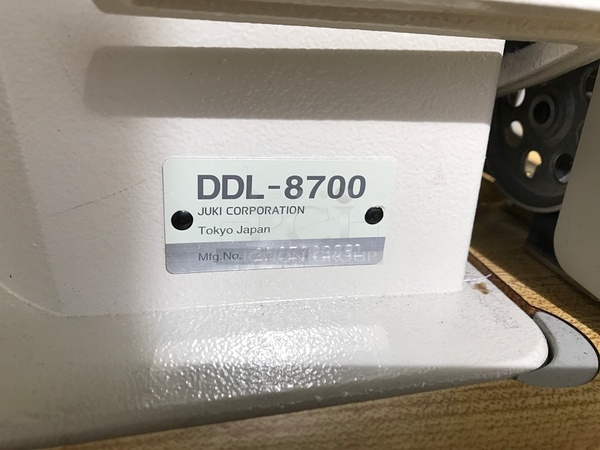 DDL-8700
JUKI CORPORATION
Tokyo Japan
Mfg.No.